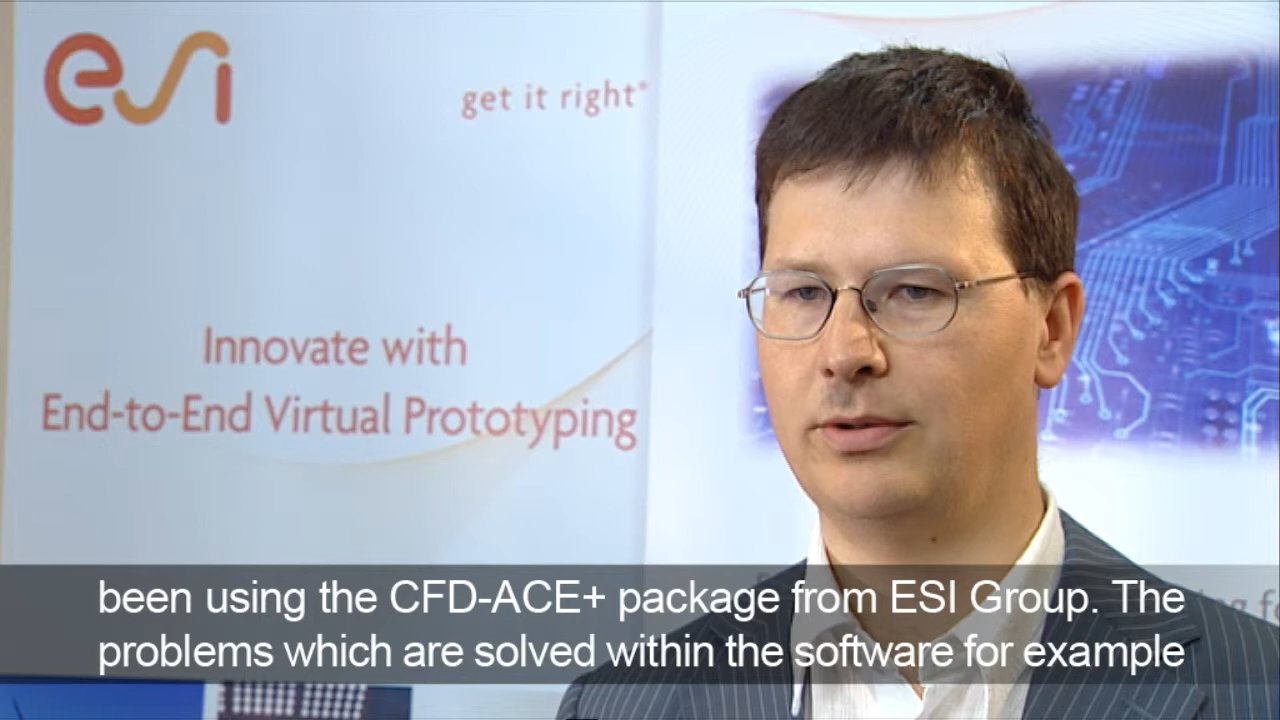 esi
get it right®
Innovate with
End-to-End Virtual Prototyping
been using the CFD-ACE+ package from ESI Group. The
problems which are solved within the software for example